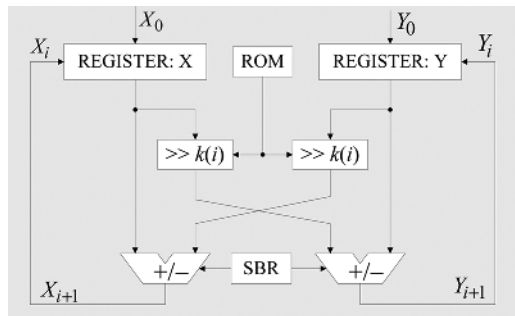 X₀
Y₀
Xᵢ
Yᵢ
REGISTER: X
ROM
REGISTER: Y
>> k(i)
>> k(i)
+/−
SBR
+/−
Xᵢ₊₁
Yᵢ₊₁